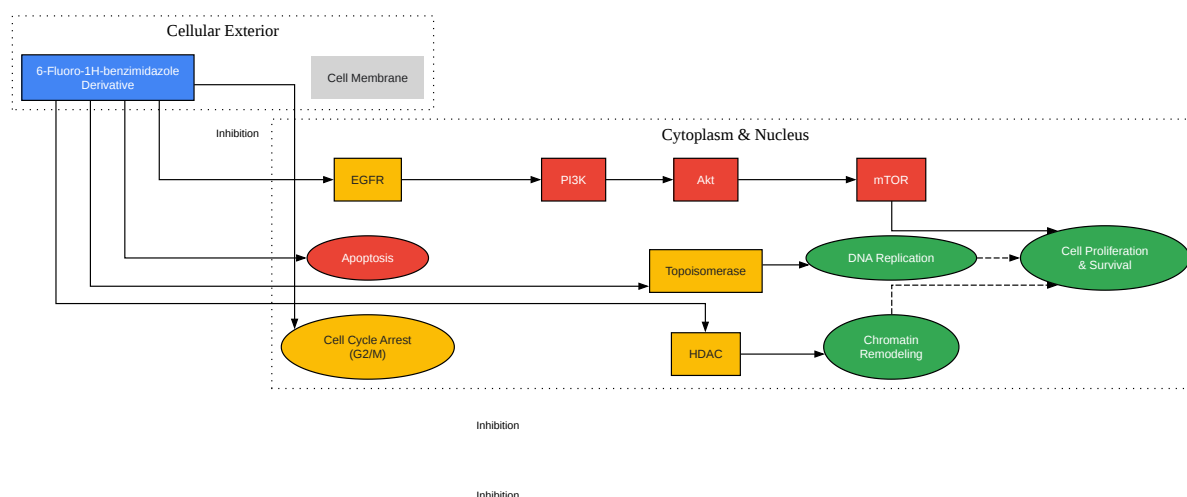 Cellular Exterior
6-Fluoro-1H-benzimidazole
Derivative
Cell Membrane
Inhibition
Cytoplasm & Nucleus
EGFR
PI3K
Akt
mTOR
Apoptosis
Topoisomerase
DNA Replication
Cell Proliferation
& Survival
Cell Cycle Arrest
(G2/M)
HDAC
Chromatin
Remodeling
Inhibition
Inhibition